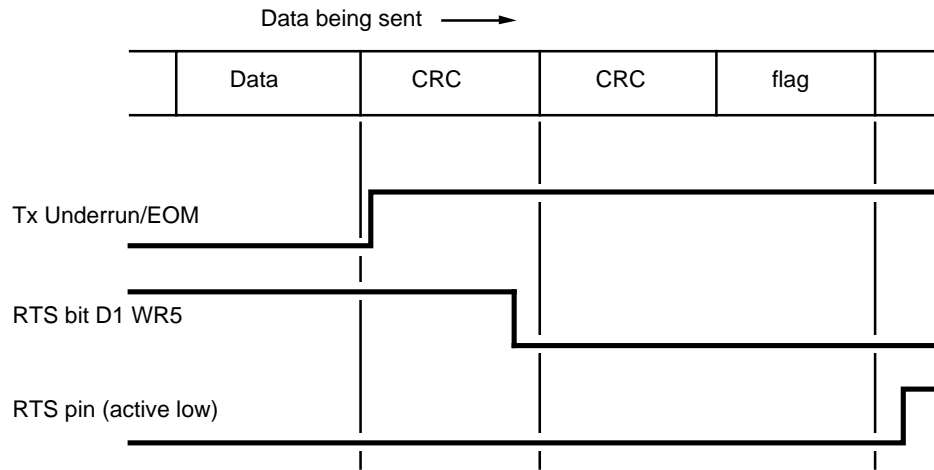 Data being sent
Data CRC CRC flag
Tx Underrun/EOM
RTS bit D1 WR5
RTS pin (active low)